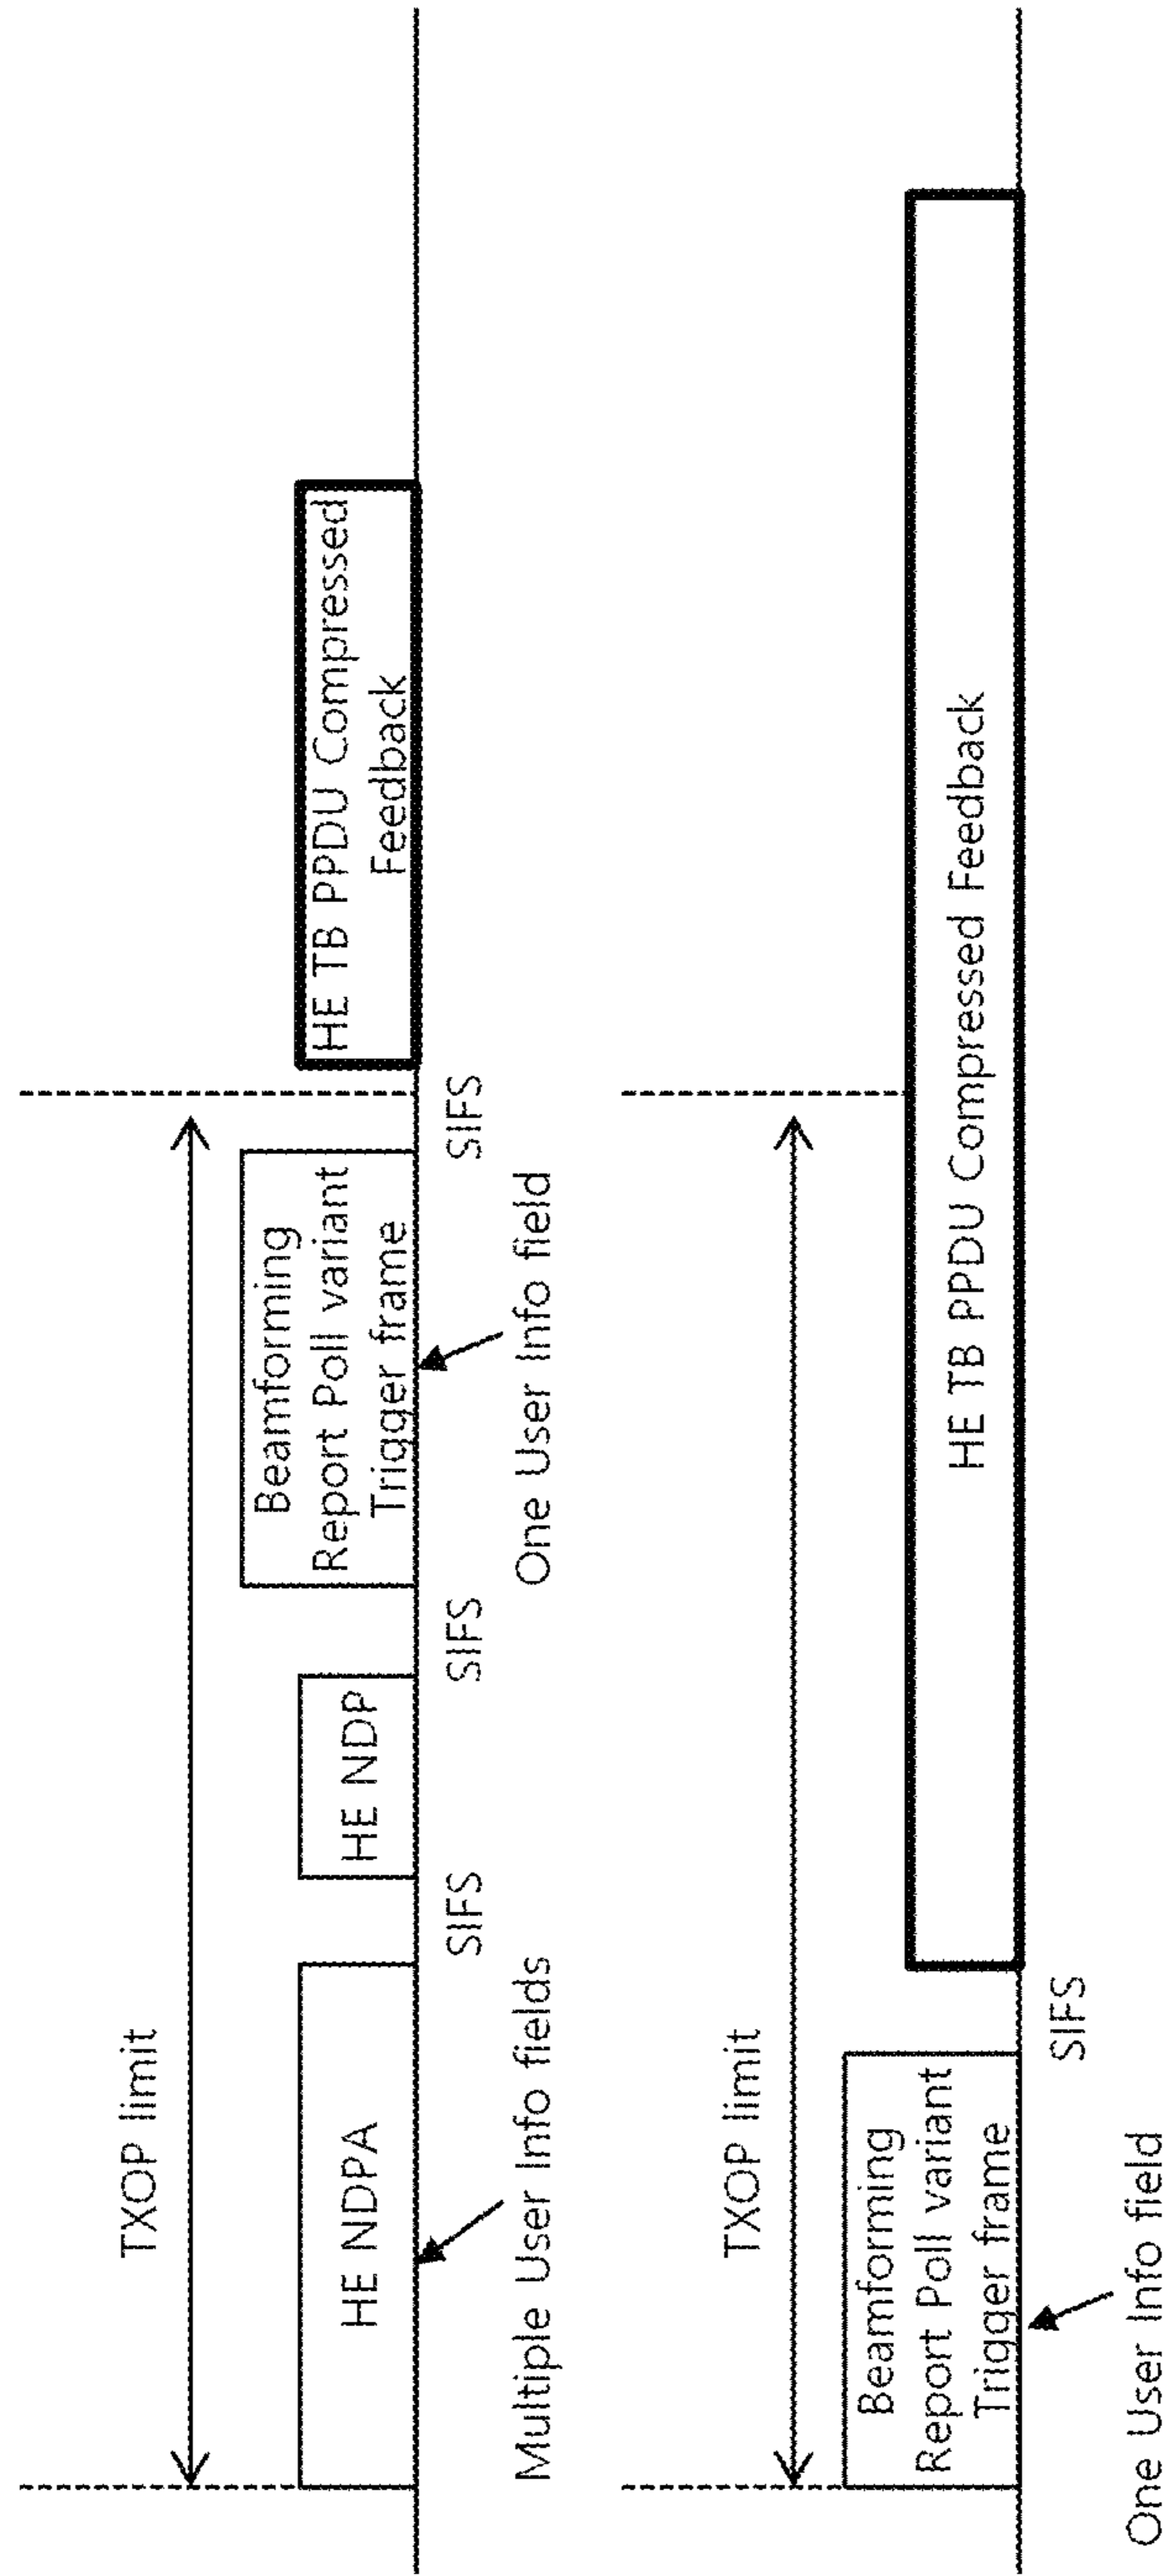 TXOP limit
HE NDPA
HE NDP
Beamforming
Report Poll variant
Trigger frame
HE TB PPDU Compressed
Feedback
SIFS
SIFS
SIFS
Multiple User Info fields
One User Info field
TXOP limit
Beamforming
Report Poll variant
Trigger frame
HE TB PPDU Compressed Feedback
SIFS
One User Info field